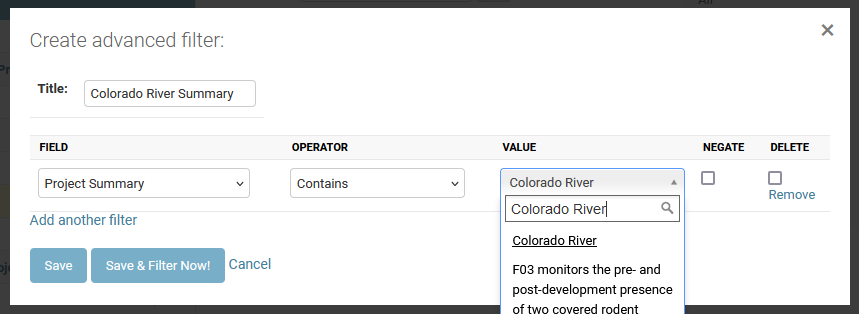 All
Create advanced filter:
×
Title:
Colorado River Summary
FIELD OPERATOR VALUE NEGATE DELETE
Project Summary Contains Colorado River
Remove
Colorado River
Add another filter
Colorado River
Save Save & Filter Now! Cancel
F03 monitors the pre- and
post-development presence
of two covered rodent